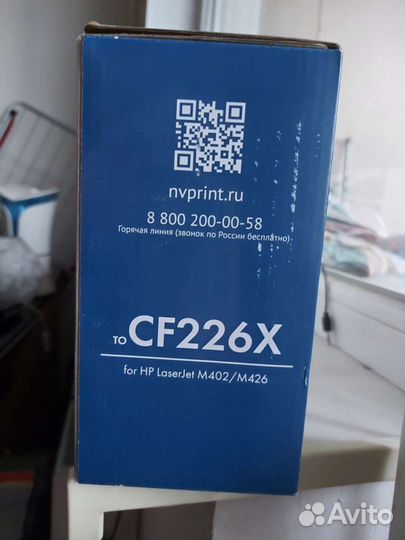 nvprint.ru
8 800 200-00-58
Горячая линия (звонок по России бесплатно)
TO CF226X
for HP LaserJet M402/M426
Avito